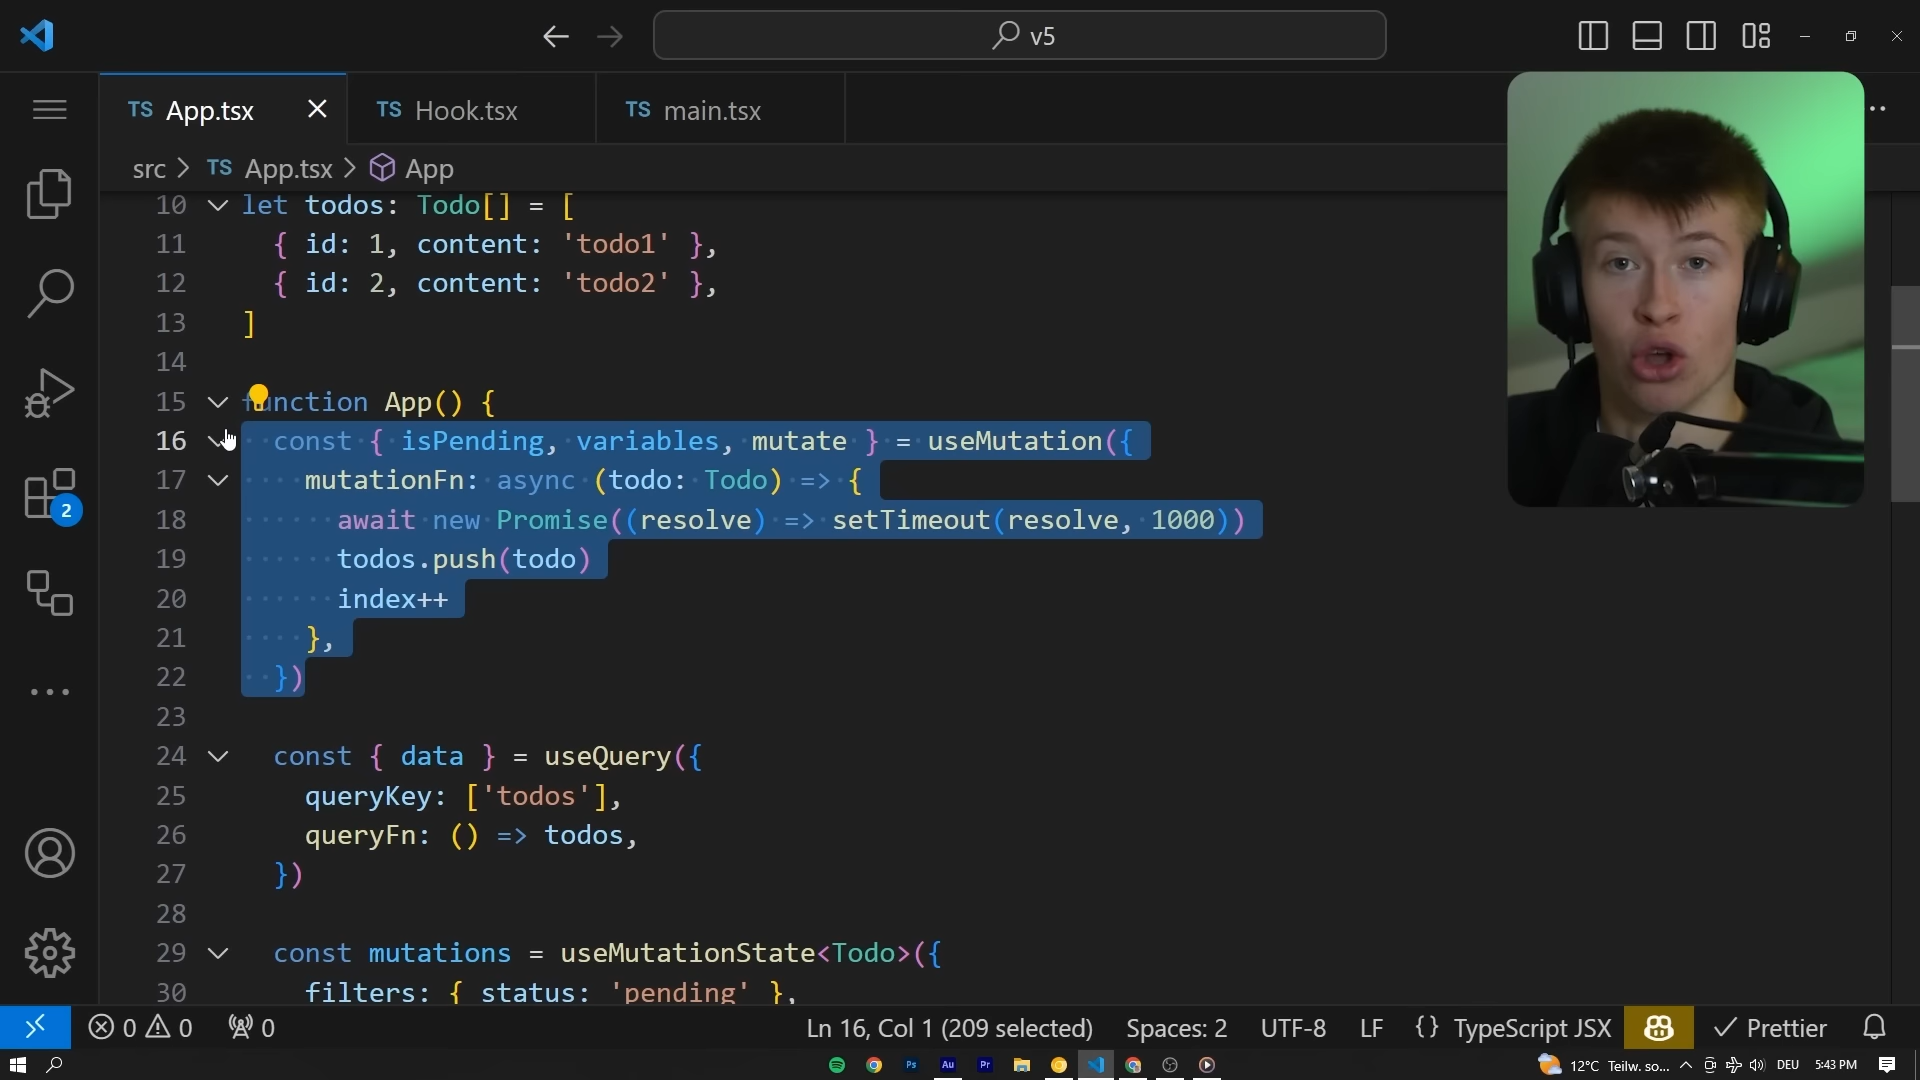 v5
TS App.tsx
TS Hook.tsx
TS main.tsx
src > TS App.tsx > App
10 let todos: Todo[] = [
11 { id: 1, content: 'todo1' },
12 { id: 2, content: 'todo2' },
13 ]
14
15 function App() {
16 const { isPending, variables, mutate } = useMutation({
17 mutationFn: async (todo: Todo) => {
18 await new Promise((resolve) => setTimeout(resolve, 1000))
19 todos.push(todo)
20 index++
21 },
22 })
23
24 const { data } = useQuery({
25 queryKey: ['todos'],
26 queryFn: () => todos,
27 })
28
29 const mutations = useMutationState<Todo>({
30 filters: { status: 'pending' },
2
0 0 0
Ln 16, Col 1 (209 selected)
Spaces: 2
UTF-8
LF
{} TypeScript JSX
Prettier
Ps
Au
Pr
12°C Teilw. so...
DEU
5:43 PM